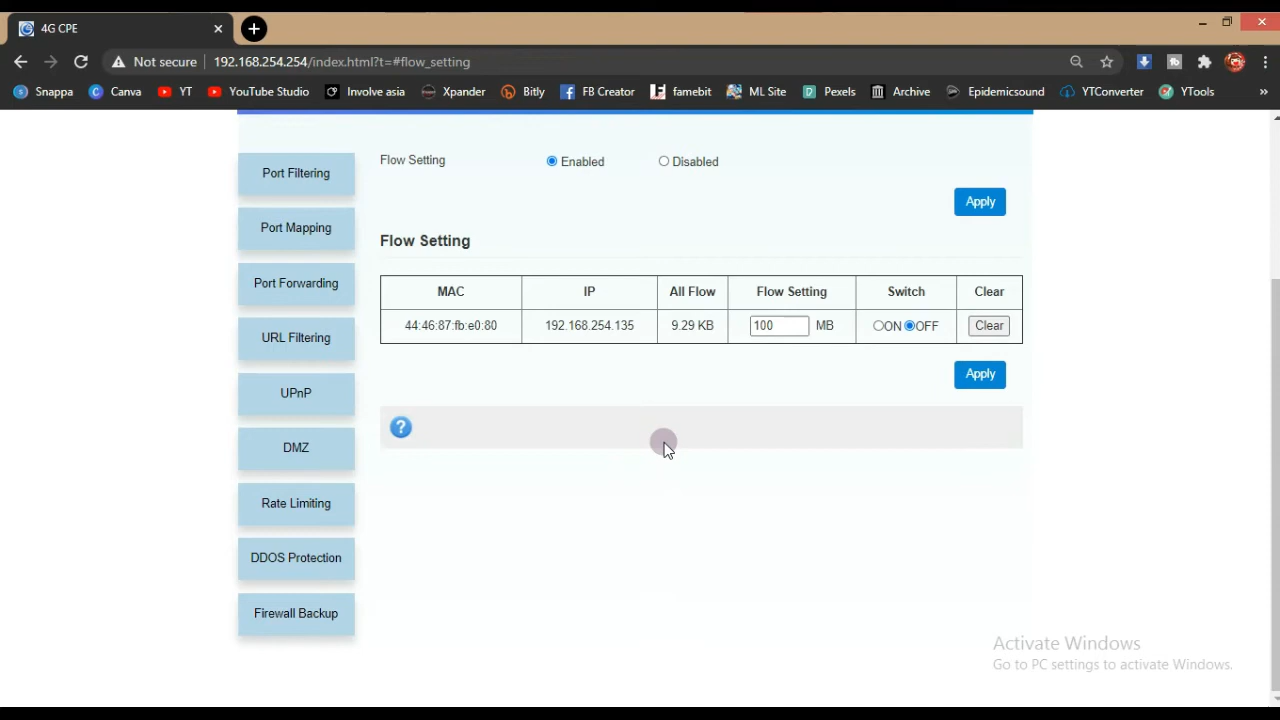 4G CPE
Not secure 192.168.254.254/index.html?t=#flow_setting
Snappa Canva YT YouTube Studio Involve asia Xpander Bitly FB Creator famebit ML Site Pexels Archive Epidemicsound YTConverter YTools »
Port Filtering
Port Mapping
Port Forwarding
URL Filtering
UPnP
DMZ
Rate Limiting
DDOS Protection
Firewall Backup
Flow Setting Enabled Disabled
Apply
Flow Setting
MAC IP All Flow Flow Setting Switch Clear
44:46:87:fb:e0:80 192.168.254.135 9.29 KB 100 MB ON OFF Clear
Apply
?
Activate Windows
Go to PC settings to activate Windows.